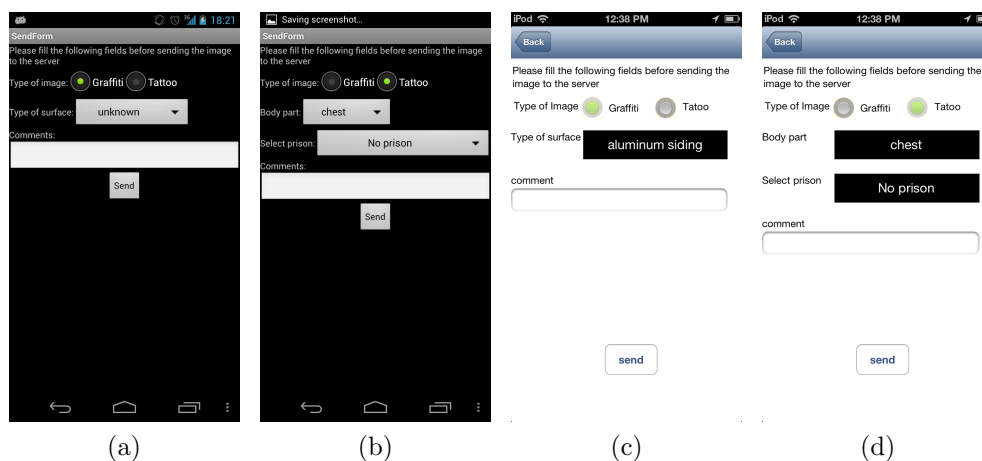 18:21
SendForm
Please fill the following fields before sending the image
to the server
Type of image: Graffiti Tattoo
Type of surface: unknown
Comments:
Send
(a)
Saving screenshot...
SendForm
Please fill the following fields before sending the image
to the server
Type of image: Graffiti Tattoo
Body part: chest
Select prison: No prison
Comments:
Send
(b)
iPod 12:38 PM
Back
Please fill the following fields before sending the
image to the server
Type of Image Graffiti Tatoo
Type of surface aluminum siding
comment
send
(c)
iPod 12:38 PM
Back
Please fill the following fields before sending the
image to the server
Type of Image Graffiti Tatoo
Body part chest
Select prison No prison
comment
send
(d)